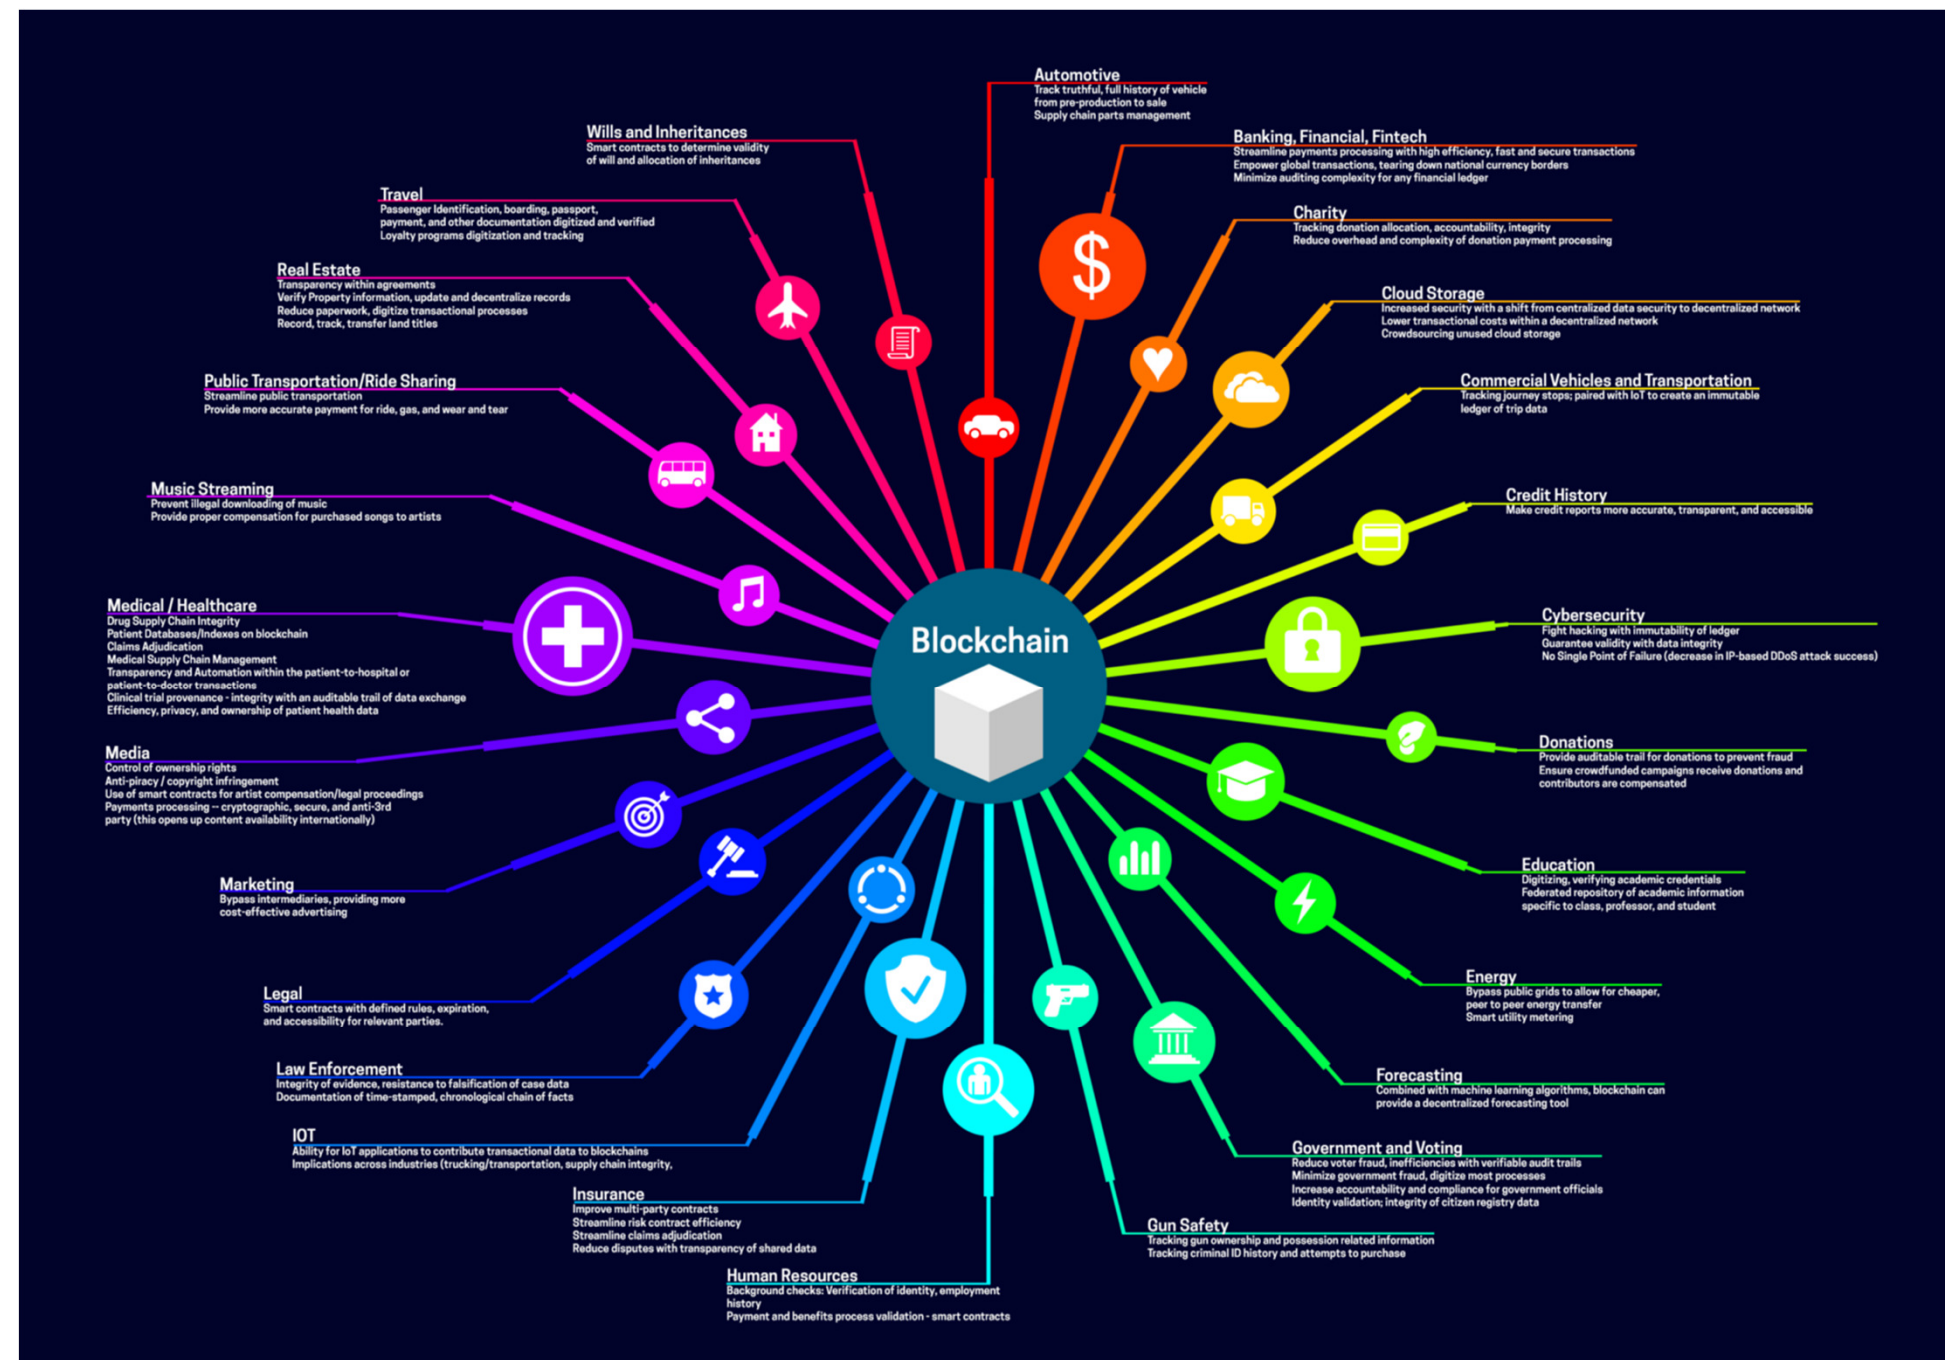 Blockchain
Automotive
Track truthful, full history of vehicle
from pre-production to sale
Supply chain parts management
Banking, Financial, Fintech
Streamline payments processing with high efficiency, fast and secure transactions
Empower global transactions, tearing down national currency borders
Minimize auditing complexity for any financial ledger
Charity
Tracking donation allocation, accountability, integrity
Reduce overhead and complexity of donation payment processing
Cloud Storage
Increased security with a shift from centralized data security to decentralized network
Lower transactional costs within a decentralized network
Crowdsourcing unused cloud storage
Commercial Vehicles and Transportation
Tracking journey stops; paired with IoT to create an immutable
ledger of trip data
Credit History
Make credit reports more accurate, transparent, and accessible
Cybersecurity
Fight hacking with immutability of ledger
Guarantee validity with data integrity
No Single Point of Failure (decrease in IP-based DDoS attack success)
Donations
Provide auditable trail for donations to prevent fraud
Ensure crowdfunded campaigns receive donations and
contributors are compensated
Education
Digitizing, verifying academic credentials
Federated repository of academic information
specific to class, professor, and student
Energy
Bypass public grids to allow for cheaper,
peer to peer energy transfer
Smart utility metering
Forecasting
Combined with machine learning algorithms, blockchain can
provide a decentralized forecasting tool
Government and Voting
Reduce voter fraud, inefficiencies with verifiable audit trails
Minimize government fraud, digitize most processes
Increase accountability and compliance for government officials
Identity validation; integrity of citizen registry data
Gun Safety
Tracking gun ownership and possession related information
Tracking criminal ID history and attempts to purchase
Human Resources
Background checks: Verification of identity, employment
history
Payment and benefits process validation - smart contracts
Insurance
Improve multi-party contracts
Streamline risk contract efficiency
Streamline claims adjudication
Reduce disputes with transparency of shared data
IOT
Ability for IoT applications to contribute transactional data to blockchains
Implications across industries (trucking/transportation, supply chain integrity,
Law Enforcement
Integrity of evidence, resistance to falsification of case data
Documentation of time-stamped, chronological chain of facts
Legal
Smart contracts with defined rules, expiration,
and accessibility for relevant parties.
Marketing
Bypass intermediaries, providing more
cost-effective advertising
Media
Control of ownership rights
Anti-piracy / copyright infringement
Use of smart contracts for artist compensation/legal proceedings
Payments processing -- cryptographic, secure, and anti-3rd
party (this opens up content availability internationally)
Medical / Healthcare
Drug Supply Chain Integrity
Patient Databases/Indexes on blockchain
Claims Adjudication
Medical Supply Chain Management
Transparency and Automation within the patient-to-hospital or
patient-to-doctor transactions
Clinical trial provenance - integrity with an auditable trail of data exchange
Efficiency, privacy, and ownership of patient health data
Music Streaming
Prevent illegal downloading of music
Provide proper compensation for purchased songs to artists
Public Transportation/Ride Sharing
Streamline public transportation
Provide more accurate payment for ride, gas, and wear and tear
Real Estate
Transparency within agreements
Verify Property information, update and decentralize records
Reduce paperwork, digitize transactional processes
Record, track, transfer land titles
Travel
Passenger Identification, boarding, passport,
payment, and other documentation digitized and verified
Loyalty programs digitization and tracking
Wills and Inheritances
Smart contracts to determine validity
of will and allocation of inheritances
$